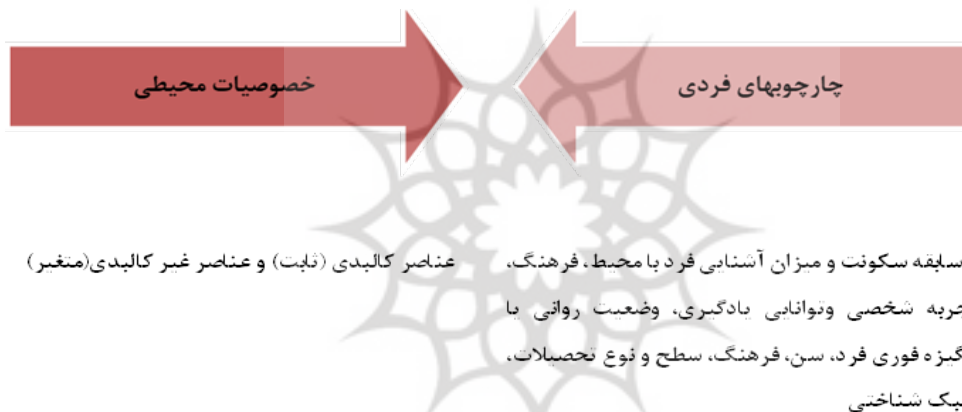 چارچوبهای فردی
خصوصیات محیطی
سابقه سکونت و میزان آشنایی فرد با محیط، فرهنگ،
شخصی وتوانایی یادگیری، وضعیت روانی یا
فوری فرد، سن، فرهنگ، سطح و نوع تحصیلات،
شناختی
عناصر کالبدی (ثابت) و عناصر غیر کالبدی(متغیر)